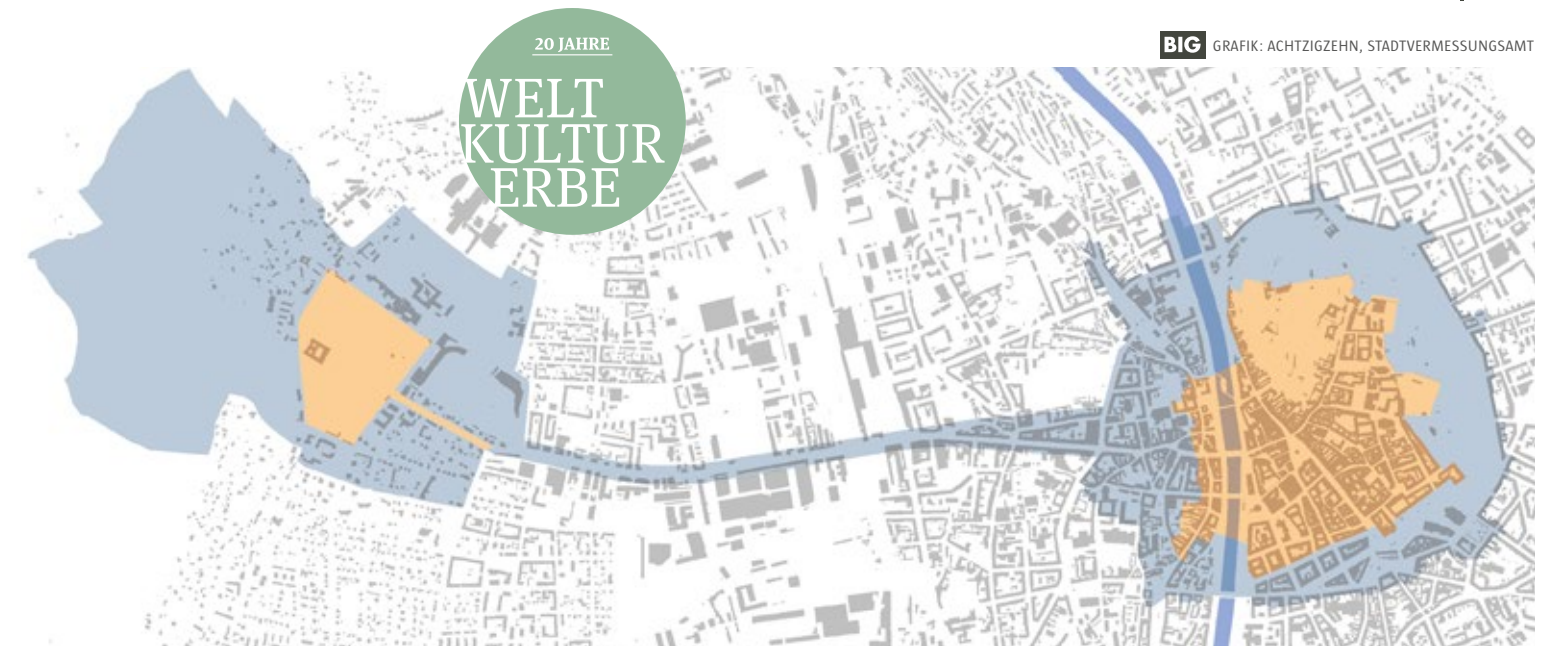 20 JAHRE
WELT
KULTUR
ERBE
BIG GRAFIK: ACHTZIGZEHN, STADTVERMESSUNGSAMT